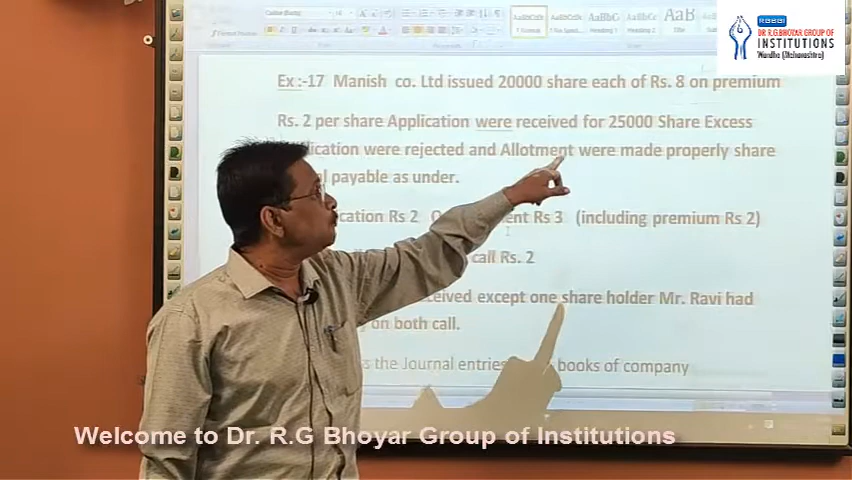 DR R.G.BHOYAR GROUP OF
INSTITUTIONS
Wardha (Maharashtra)
Ex :-17 Manish co. Ltd issued 20000 share each of Rs. 8 on premium
Rs. 2 per share Application were received for 25000 Share Excess
lication were rejected and Allotment were made properly share
payable as under.
ication Rs 2 ent Rs 3 (including premium Rs 2)
call Rs. 2
ceived except one share holder Mr. Ravi had
on both call.
s the Journal entries books of company
Welcome to Dr. R.G Bhoyar Group of Institutions